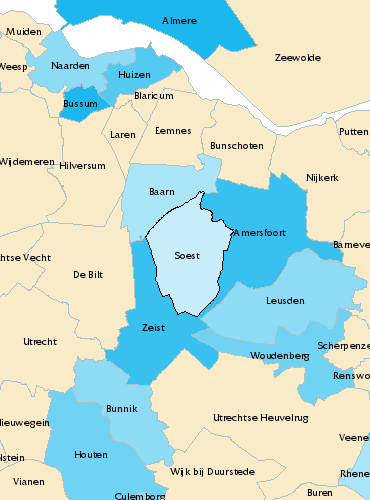 Almere
Muiden
Zeewolde
Naarden
Weesp
Huizen
Blaricum
Bussum
Laren
Eemnes
Putten
Bunschoten
Wijdemeren
Hilversum
Nijkerk
Baarn
Amersfoort
Barneve
Soest
htse Vecht
De Bilt
Leusden
Zeist
Utrecht
Scherpenze
Woudenberg
Renswo
Bunnik
Utrechtse Heuvelrug
ieuwegein
Veene
Houten
lstein
Wijk bij Duurstede
Rhene
Vianen
Culemborg
Buren